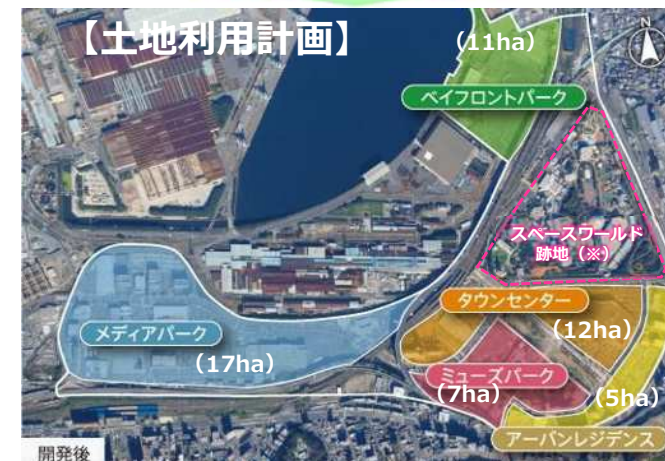 【土地利用計画】
(11ha)
N
ベイフロントパーク
スペースワールド
跡地(※)
タウンセンター
(12ha)
メディアパーク
(17ha)
ミューズパーク
(7ha)
(5ha)
アーバンレジデンス
開発後